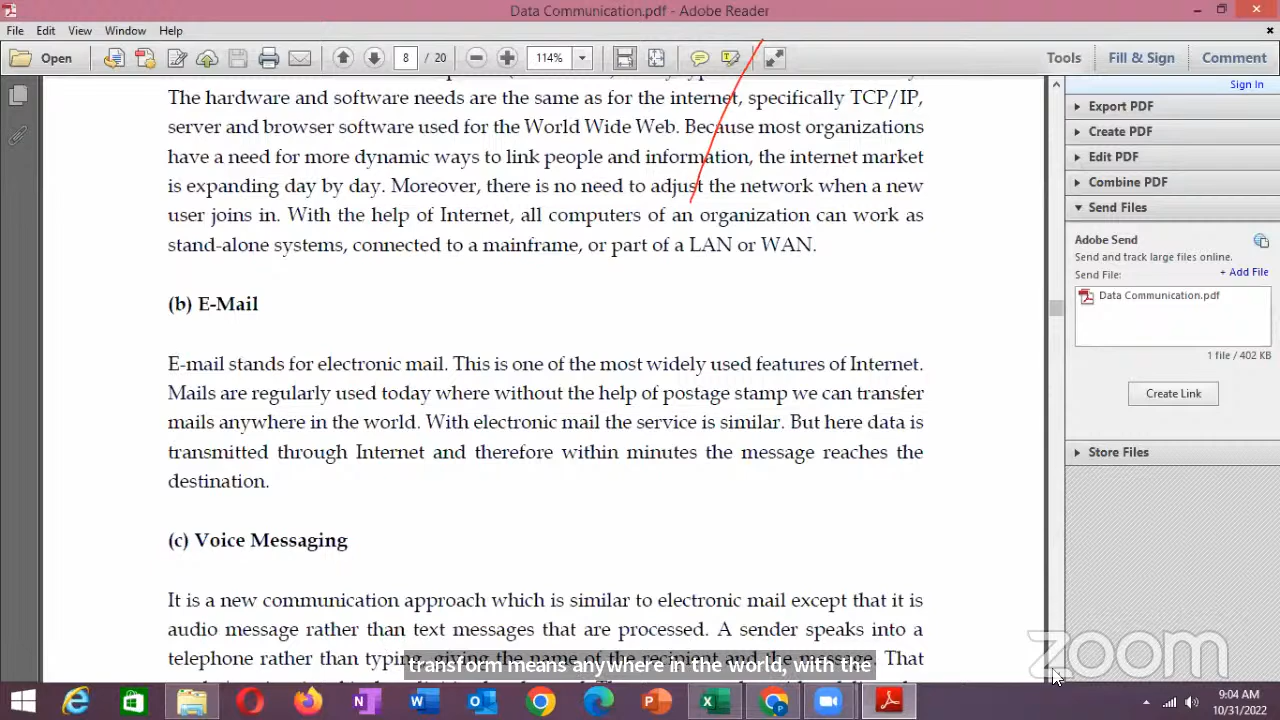 Data Communication.pdf - Adobe Reader
File Edit View Window Help
Open 8 / 20 114% Tools Fill & Sign Comment
Sign In
The hardware and software needs are the same as for the internet, specifically TCP/IP,
server and browser software used for the World Wide Web. Because most organizations
have a need for more dynamic ways to link people and information, the internet market
is expanding day by day. Moreover, there is no need to adjust the network when a new
user joins in. With the help of Internet, all computers of an organization can work as
stand-alone systems, connected to a mainframe, or part of a LAN or WAN.
(b) E-Mail
E-mail stands for electronic mail. This is one of the most widely used features of Internet.
Mails are regularly used today where without the help of postage stamp we can transfer
mails anywhere in the world. With electronic mail the service is similar. But here data is
transmitted through Internet and therefore within minutes the message reaches the
destination.
(c) Voice Messaging
It is a new communication approach which is similar to electronic mail except that it is
audio message rather than text messages that are processed. A sender speaks into a
telephone rather than typing, giving the name of the recipient and the message. That
transform means anywhere in the world, with the
Export PDF
Create PDF
Edit PDF
Combine PDF
Send Files
Adobe Send
Send and track large files online.
Send File:
+ Add File
Data Communication.pdf
1 file / 402 KB
Create Link
Store Files
zoom
9:04 AM
10/31/2022